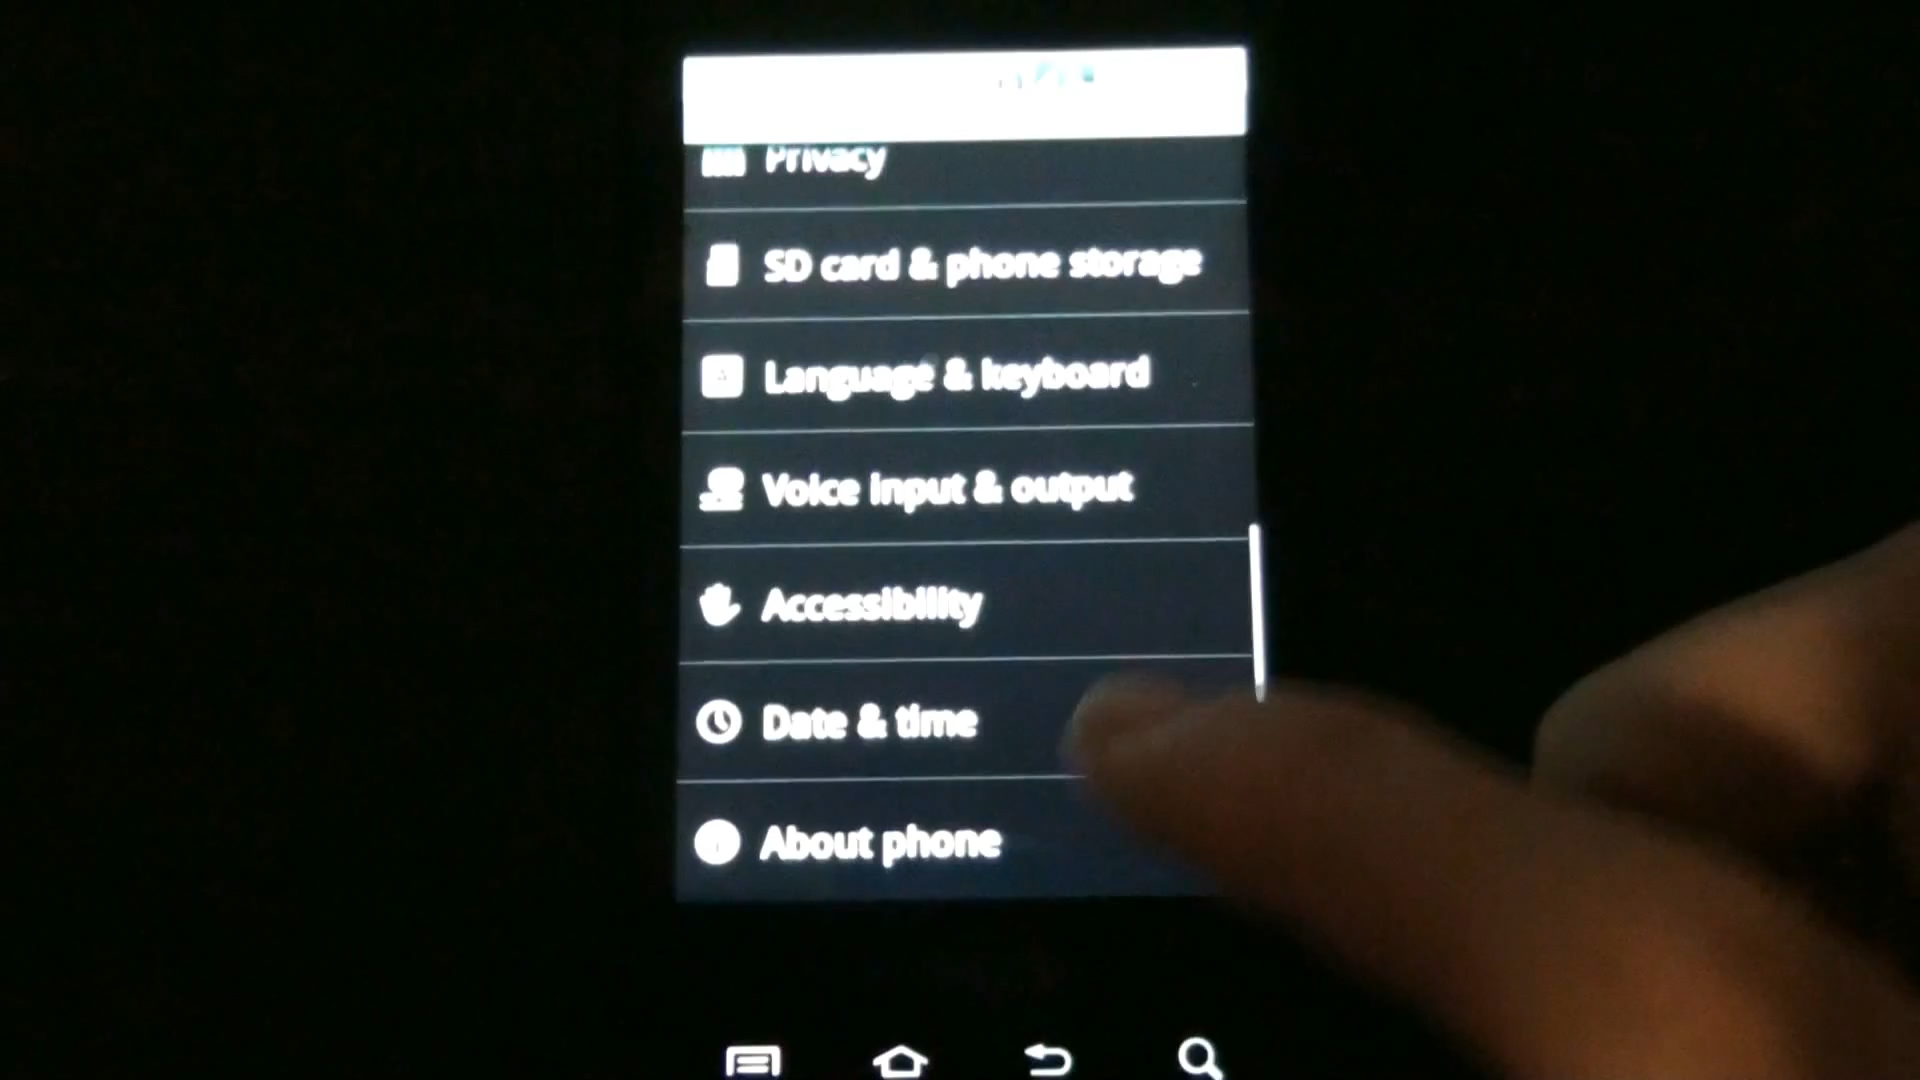 Privacy
SD card & phone storage
Language & keyboard
Voice input & output
Accessibility
Date & time
About phone